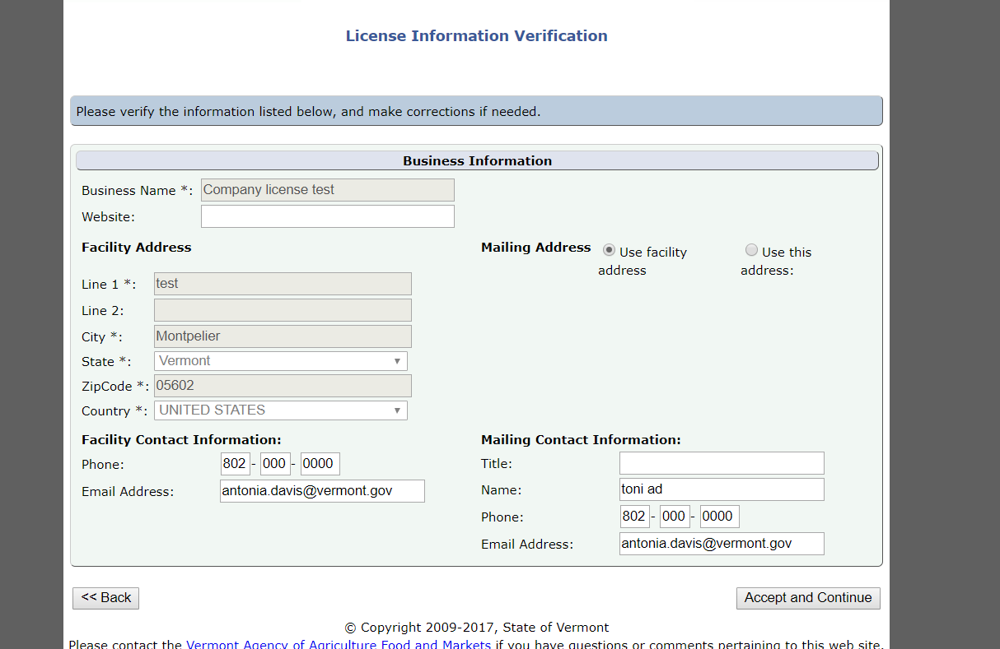 License Information Verification
Please verify the information listed below, and make corrections if needed.
Business Information
Business Name *: Company license test
Website:
Facility Address
Mailing Address Use facility address Use this address:
Line 1 *: test
Line 2:
City *: Montpelier
State *: Vermont
ZipCode *: 05602
Country *: UNITED STATES
Facility Contact Information:
Phone: 802 - 000 - 0000
Email Address: antonia.davis@vermont.gov
Mailing Contact Information:
Title:
Name: toni ad
Phone: 802 - 000 - 0000
Email Address: antonia.davis@vermont.gov
<< Back
Accept and Continue
© Copyright 2009-2017, State of Vermont
Please contact the Vermont Agency of Agriculture Food and Markets if you have questions or comments pertaining to this web site.